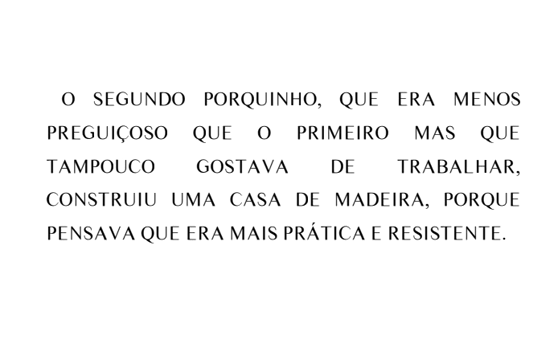 O SEGUNDO PORQUINHO, QUE ERA MENOS
PREGUIÇOSO QUE O PRIMEIRO MAS QUE
TAMPOUCO GOSTAVA DE TRABALHAR,
CONSTRUIU UMA CASA DE MADEIRA, PORQUE
PENSAVA QUE ERA MAIS PRÁTICA E RESISTENTE.